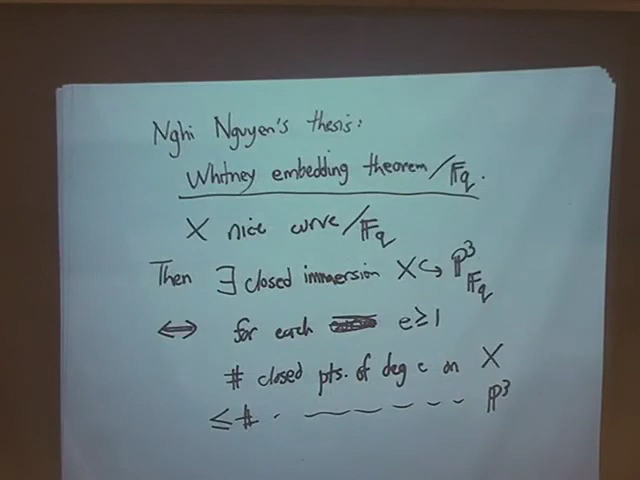 Nghi Nguyen's thesis:
Whitney embedding theorem/𝔽q.
X nice curve/𝔽q
Then ∃ closed immersion X ↪ ℙ³𝔽q
⟺ for each e ≥ 1
# closed pts. of deg e on X
≤ # · – – – – – – ℙ³